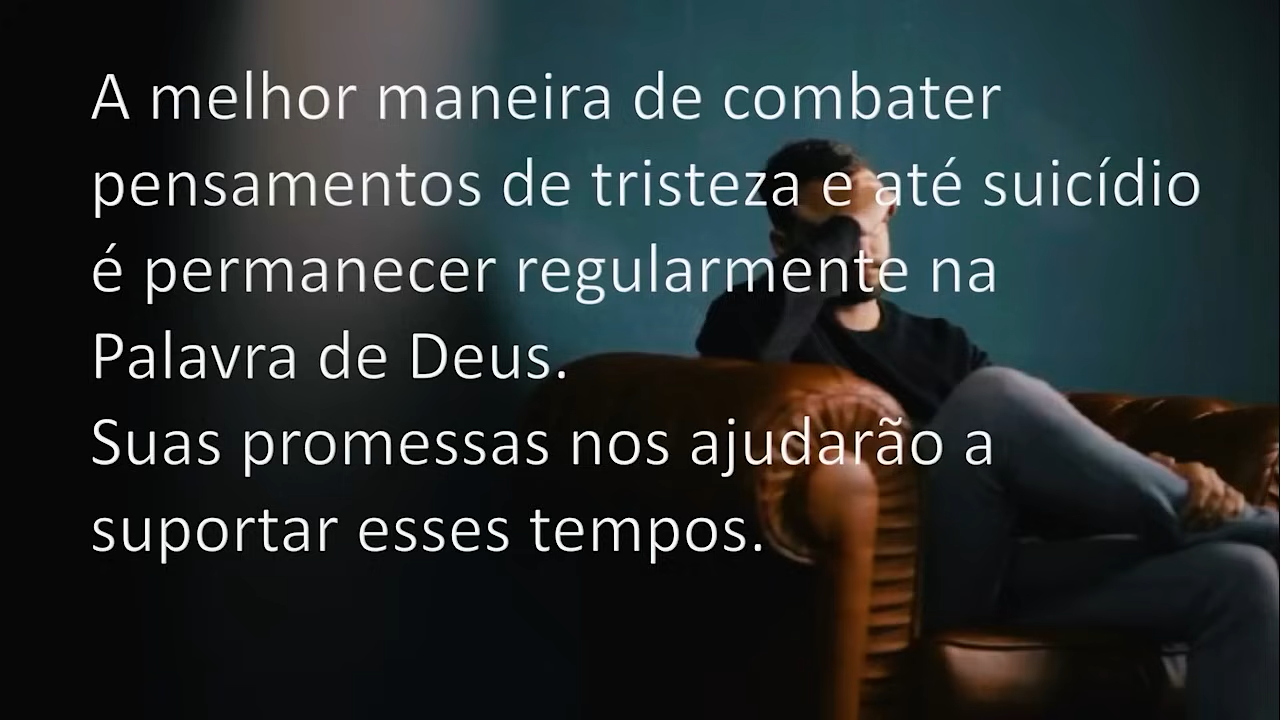 A melhor maneira de combater
pensamentos de tristeza e até suicídio
é permanecer regularmente na
Palavra de Deus.
Suas promessas nos ajudarão a
suportar esses tempos.